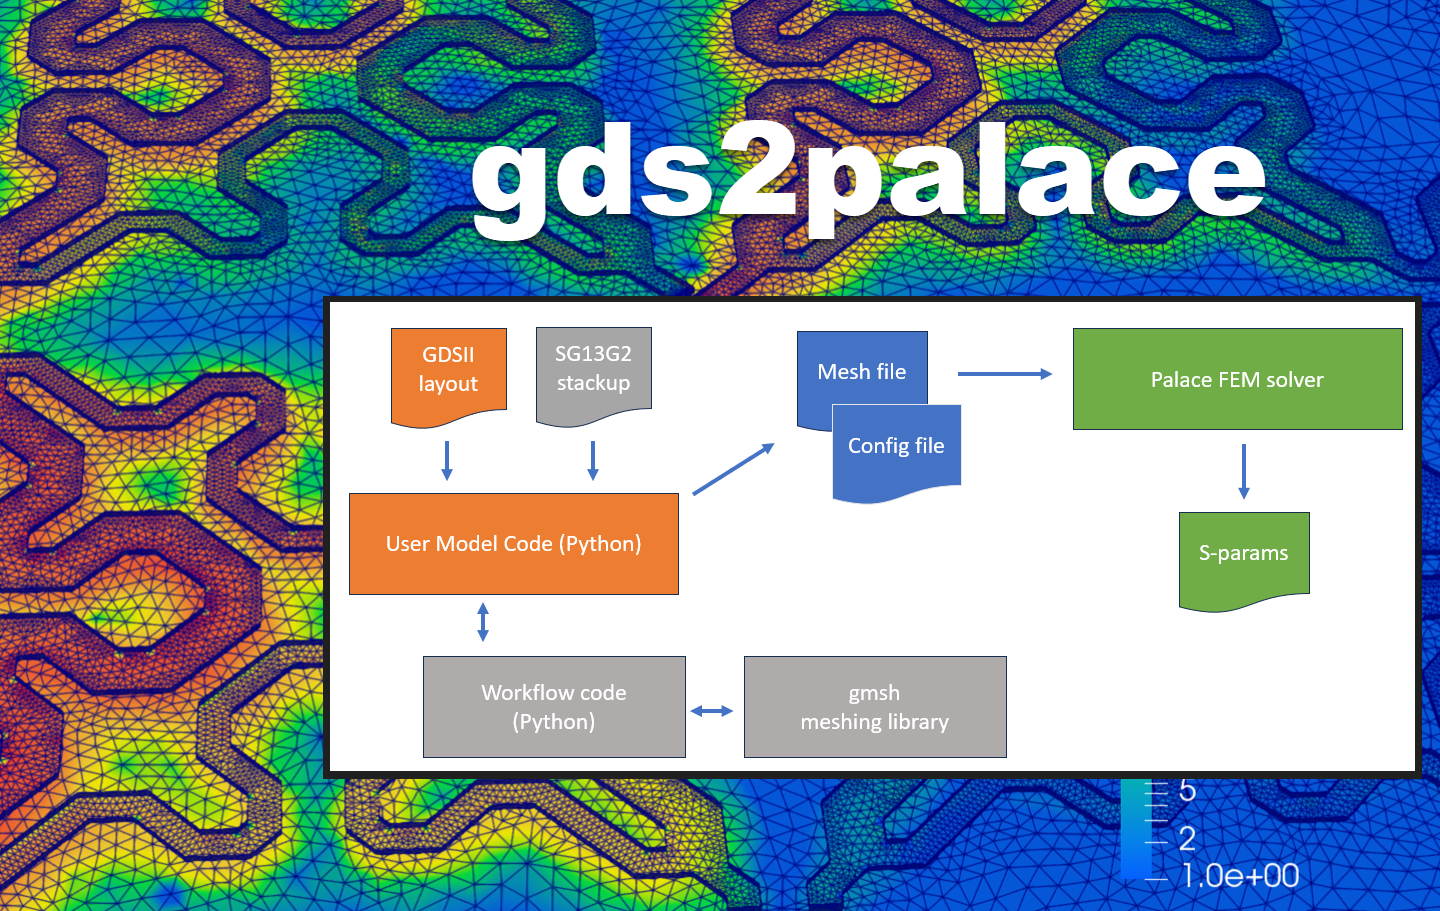 gds2palace
GDSII
layout
SG13G2
stackup
Mesh file
Config file
Palace FEM solver
User Model Code (Python)
S-params
Workflow code
(Python)
gmsh
meshing library
5
2
1.0e+00